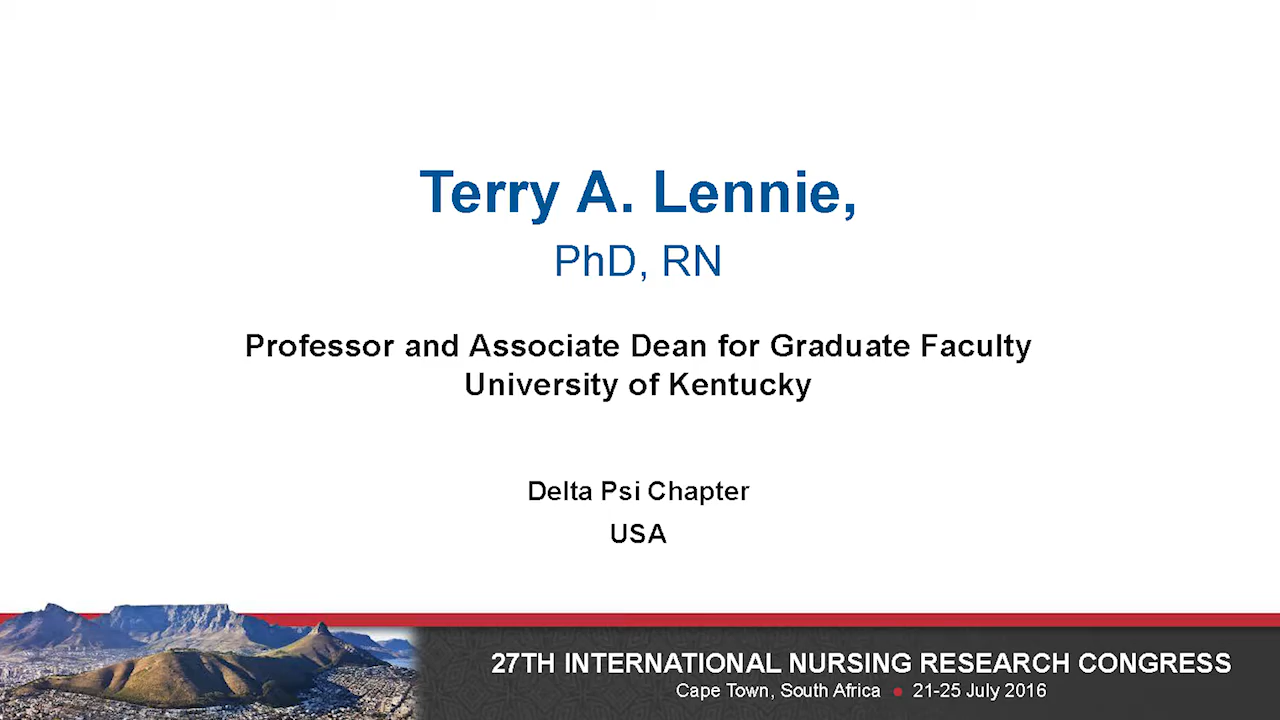 Terry A. Lennie,
PhD, RN
Professor and Associate Dean for Graduate Faculty
University of Kentucky
Delta Psi Chapter
USA
27TH INTERNATIONAL NURSING RESEARCH CONGRESS
Cape Town, South Africa ● 21-25 July 2016